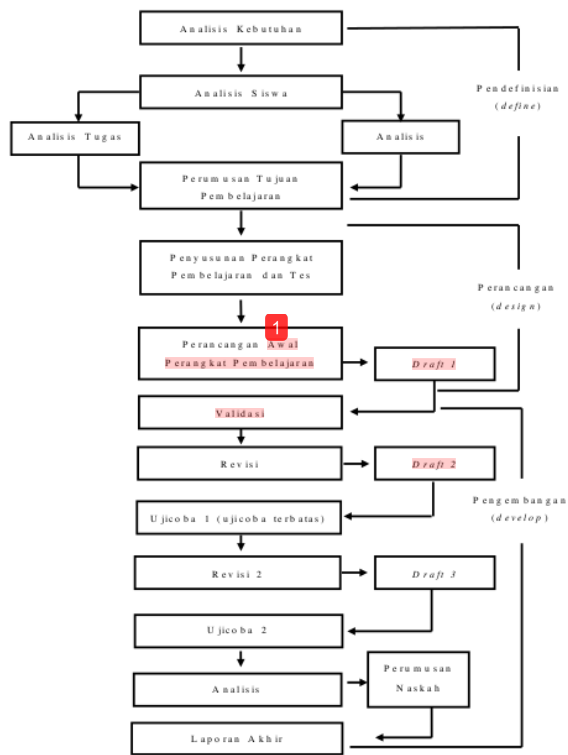 Analisis Kebutuhan
Analisis Siswa
Pendefinisian
(define)
Analisis Tugas
Analisis
Perumusan Tujuan
Pembelajaran
Penyusunan Perangkat
Pembelajaran dan Tes
Perancangan
(design)
1
Perancangan Awal
Perangkat Pembelajaran
Draft 1
Validasi
Revisi
Draft 2
Pengembangan
(develop)
Ujicoba 1 (ujicoba terbatas)
Revisi 2
Draft 3
Ujicoba 2
Perumusan
Naskah
Analisis
Laporan Akhir